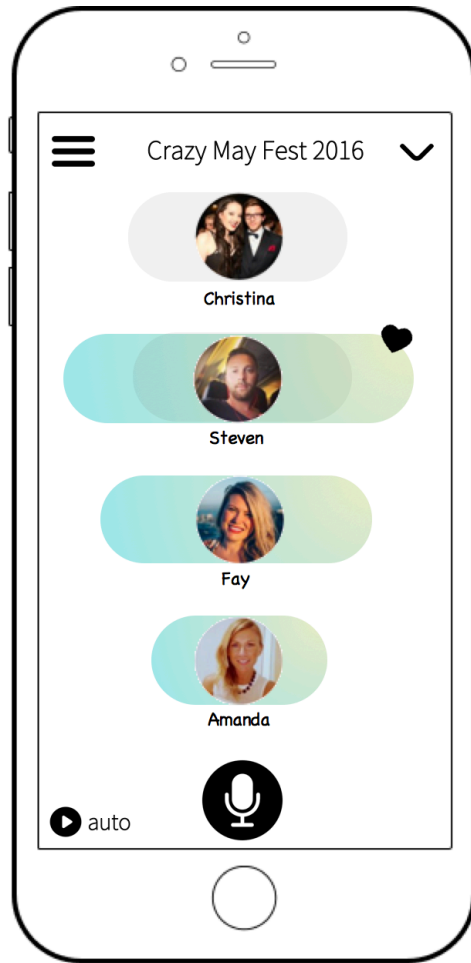 Crazy May Fest 2016
Christina
Steven
Fay
Amanda
auto